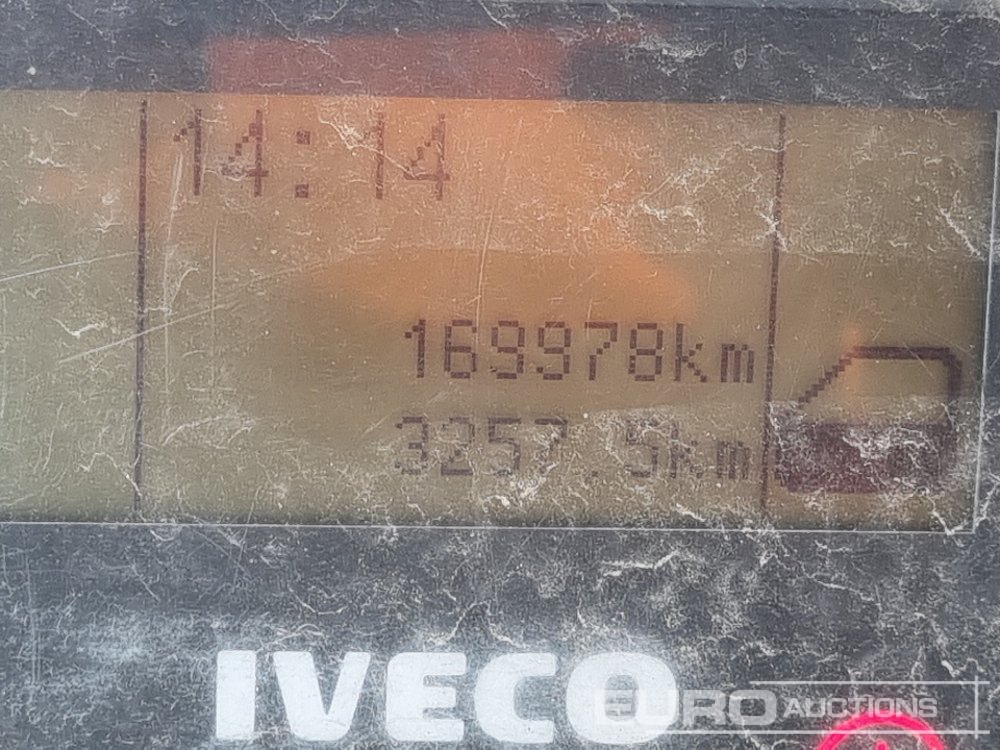 14:14
169978km
3257.5km
IVECO
EURO AUCTIONS